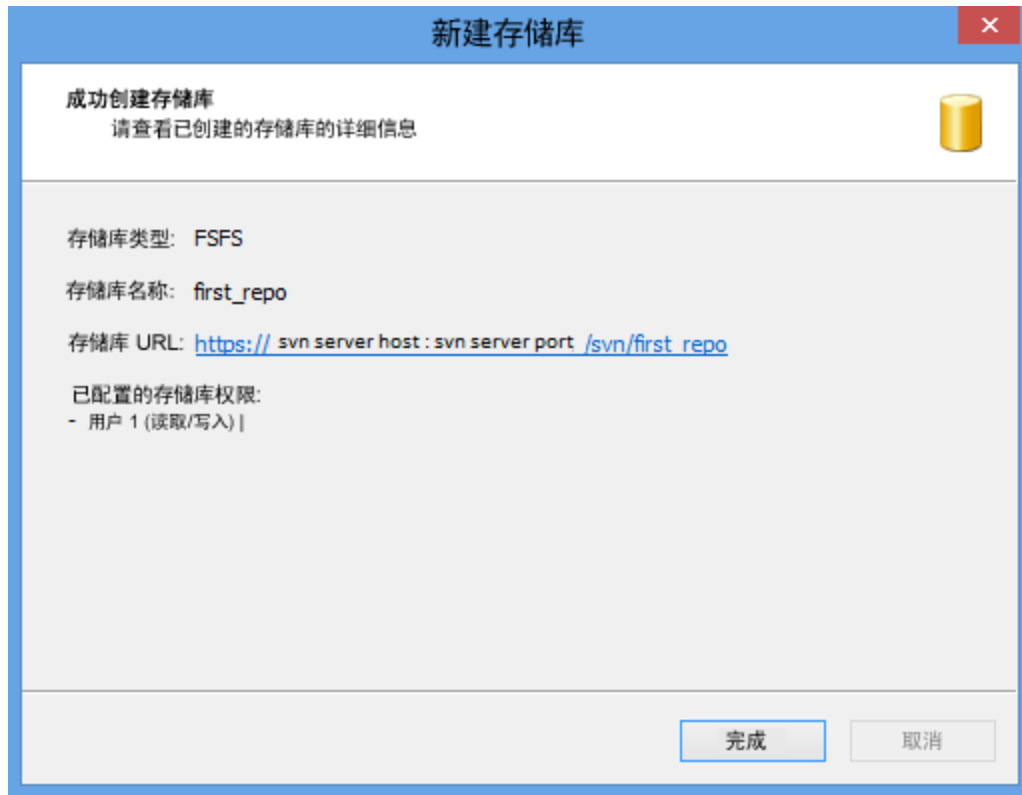 新建存储库
成功创建存储库
请查看已创建的存储库的详细信息
存储库类型: FSFS
存储库名称: first_repo
存储库 URL: https:// svn server host : svn server port /svn/first_repo
已配置的存储库权限:
- 用户 1 (读取/写入) |
完成 取消